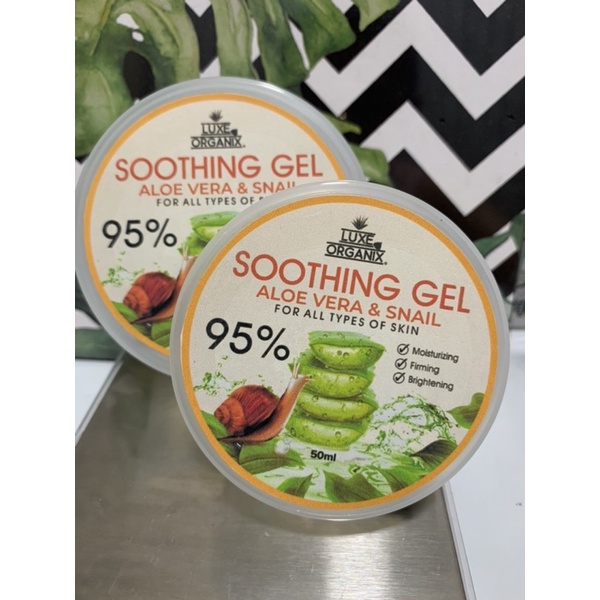 LUXE
ORGANIX
SOOTHING GEL
ALOE VERA & SNAIL
FOR ALL TYPES OF
95%
LUXE
ORGANIX
SOOTHING GEL
ALOE VERA & SNAIL
FOR ALL TYPES OF SKIN
95%
Moisturizing
Firming
Brightening
50ml